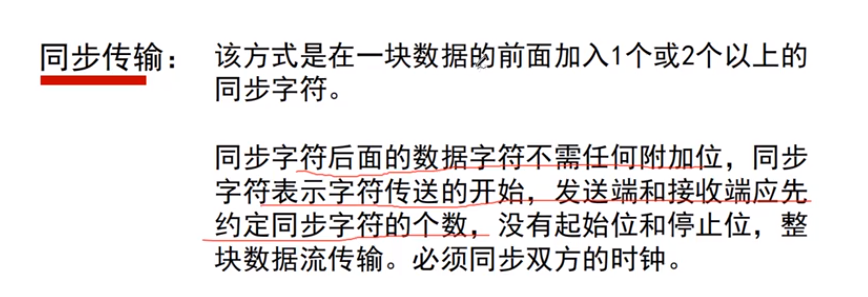 同步传输： 该方式是在一块数据的前面加入1个或2个以上的
同步字符。
同步字符后面的数据字符不需任何附加位，同步
字符表示字符传送的开始，发送端和接收端应先
约定同步字符的个数，没有起始位和停止位，整
块数据流传输。必须同步双方的时钟。